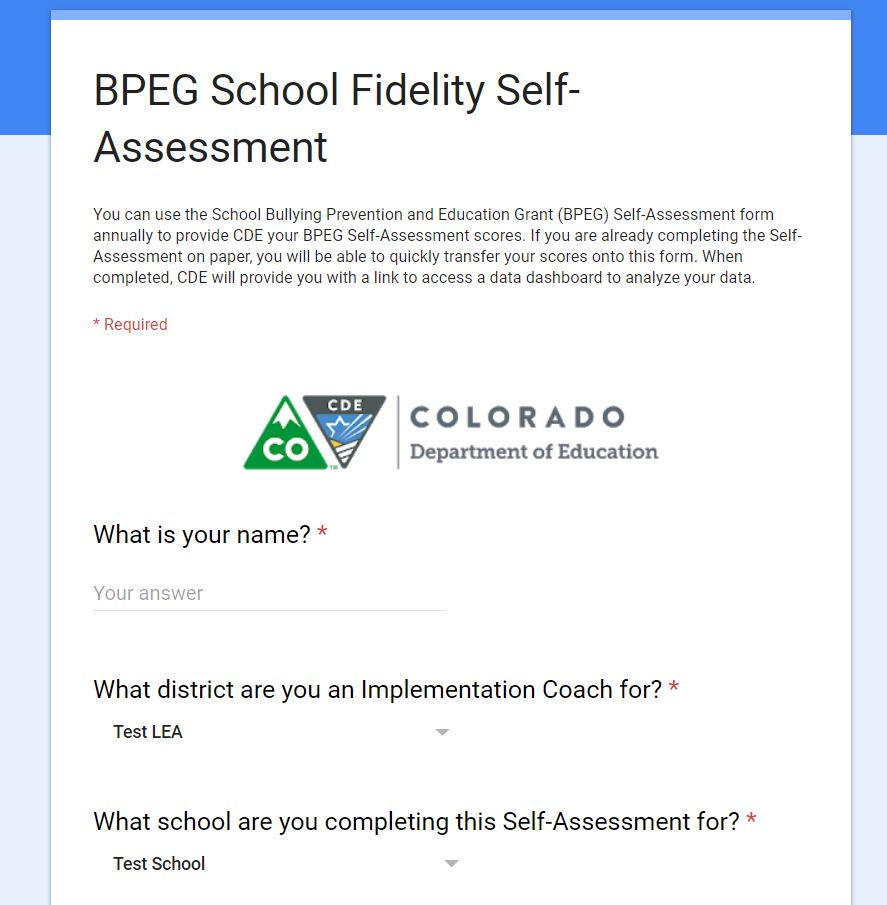 BPEG School Fidelity Self-
Assessment
You can use the School Bullying Prevention and Education Grant (BPEG) Self-Assessment form
annually to provide CDE your BPEG Self-Assessment scores. If you are already completing the Self-
Assessment on paper, you will be able to quickly transfer your scores onto this form. When
completed, CDE will provide you with a link to access a data dashboard to analyze your data.
* Required
CDE
CO
TM
COLORADO
Department of Education
What is your name? *
Your answer
What district are you an Implementation Coach for? *
Test LEA
What school are you completing this Self-Assessment for? *
Test School